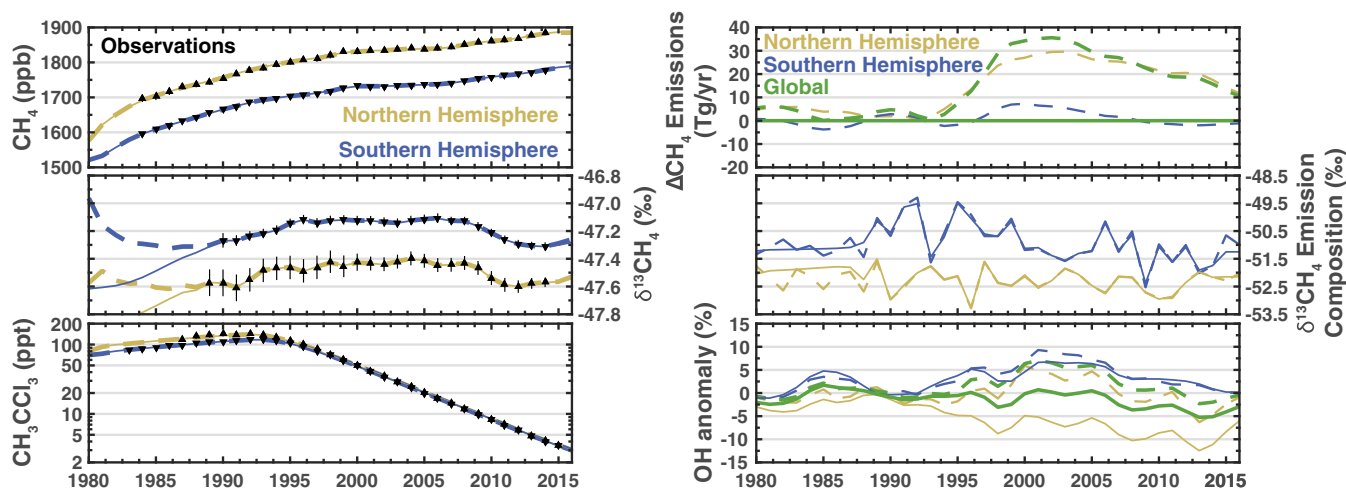 CH₄ (ppb)
1900
1800
1700
1600
1500
Observations
Northern Hemisphere
Southern Hemisphere
-46.8
-47.0
-47.2
-47.4
-47.6
-47.8
δ¹³CH₄ (‰)
CH₃CCl₃ (ppt)
200
100
50
20
10
5
2
1980 1985 1990 1995 2000 2005 2010 2015
ΔCH₄ Emissions
(Tg/yr)
40
30
20
10
5
0
-10
-20
Northern Hemisphere
Southern Hemisphere
Global
-48.5
-49.5
-50.5
-51.5
-52.5
-53.5
δ¹³CH₄ Emission
Composition (‰)
OH anomaly (%)
15
10
5
0
-5
-10
-15
1980 1985 1990 1995 2000 2005 2010 2015